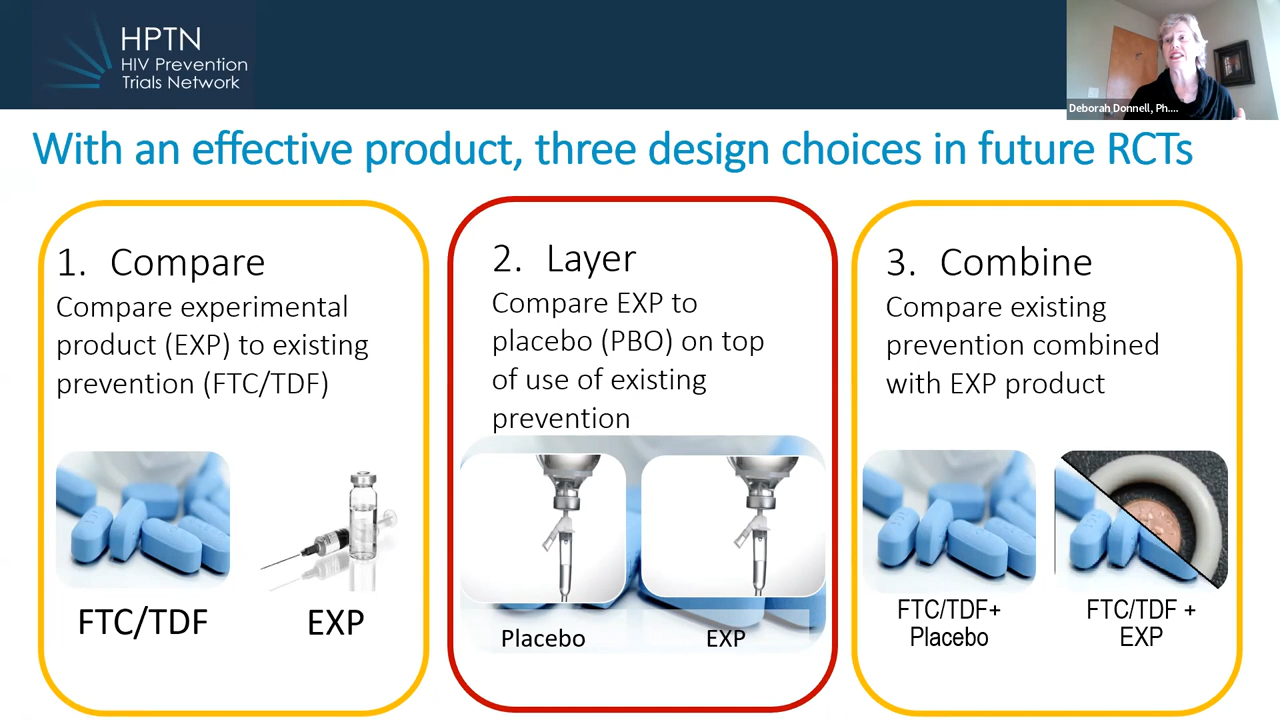 HPTN
HIV Prevention
Trials Network
Deborah Donnell, Ph....
With an effective product, three design choices in future RCTs
1. Compare
Compare experimental
product (EXP) to existing
prevention (FTC/TDF)
FTC/TDF
EXP
2. Layer
Compare EXP to
placebo (PBO) on top
of use of existing
prevention
Placebo
EXP
3. Combine
Compare existing
prevention combined
with EXP product
FTC/TDF+
Placebo
FTC/TDF +
EXP